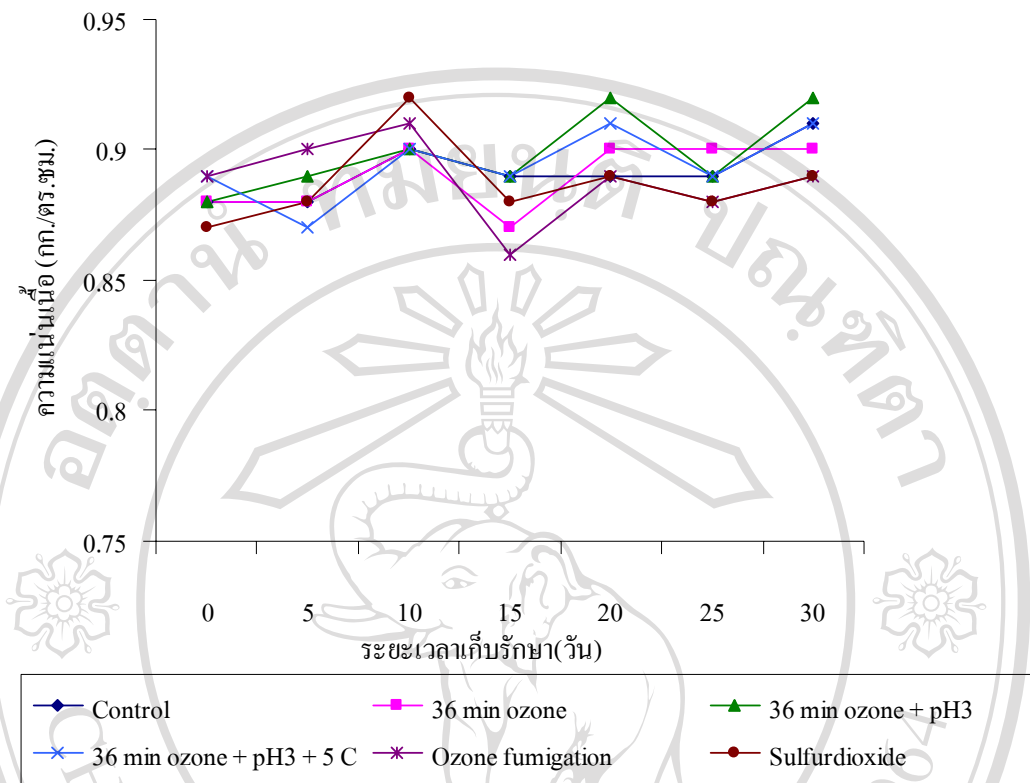 0.95
0.9
0.85
0.8
0.75
ความแน่นเนื้อ (กก./ตร.ซม.)
0 5 10 15 20 25 30
ระยะเวลาเก็บรักษา(วัน)
Control 36 min ozone 36 min ozone + pH3
36 min ozone + pH3 + 5 C Ozone fumigation Sulfurdioxide